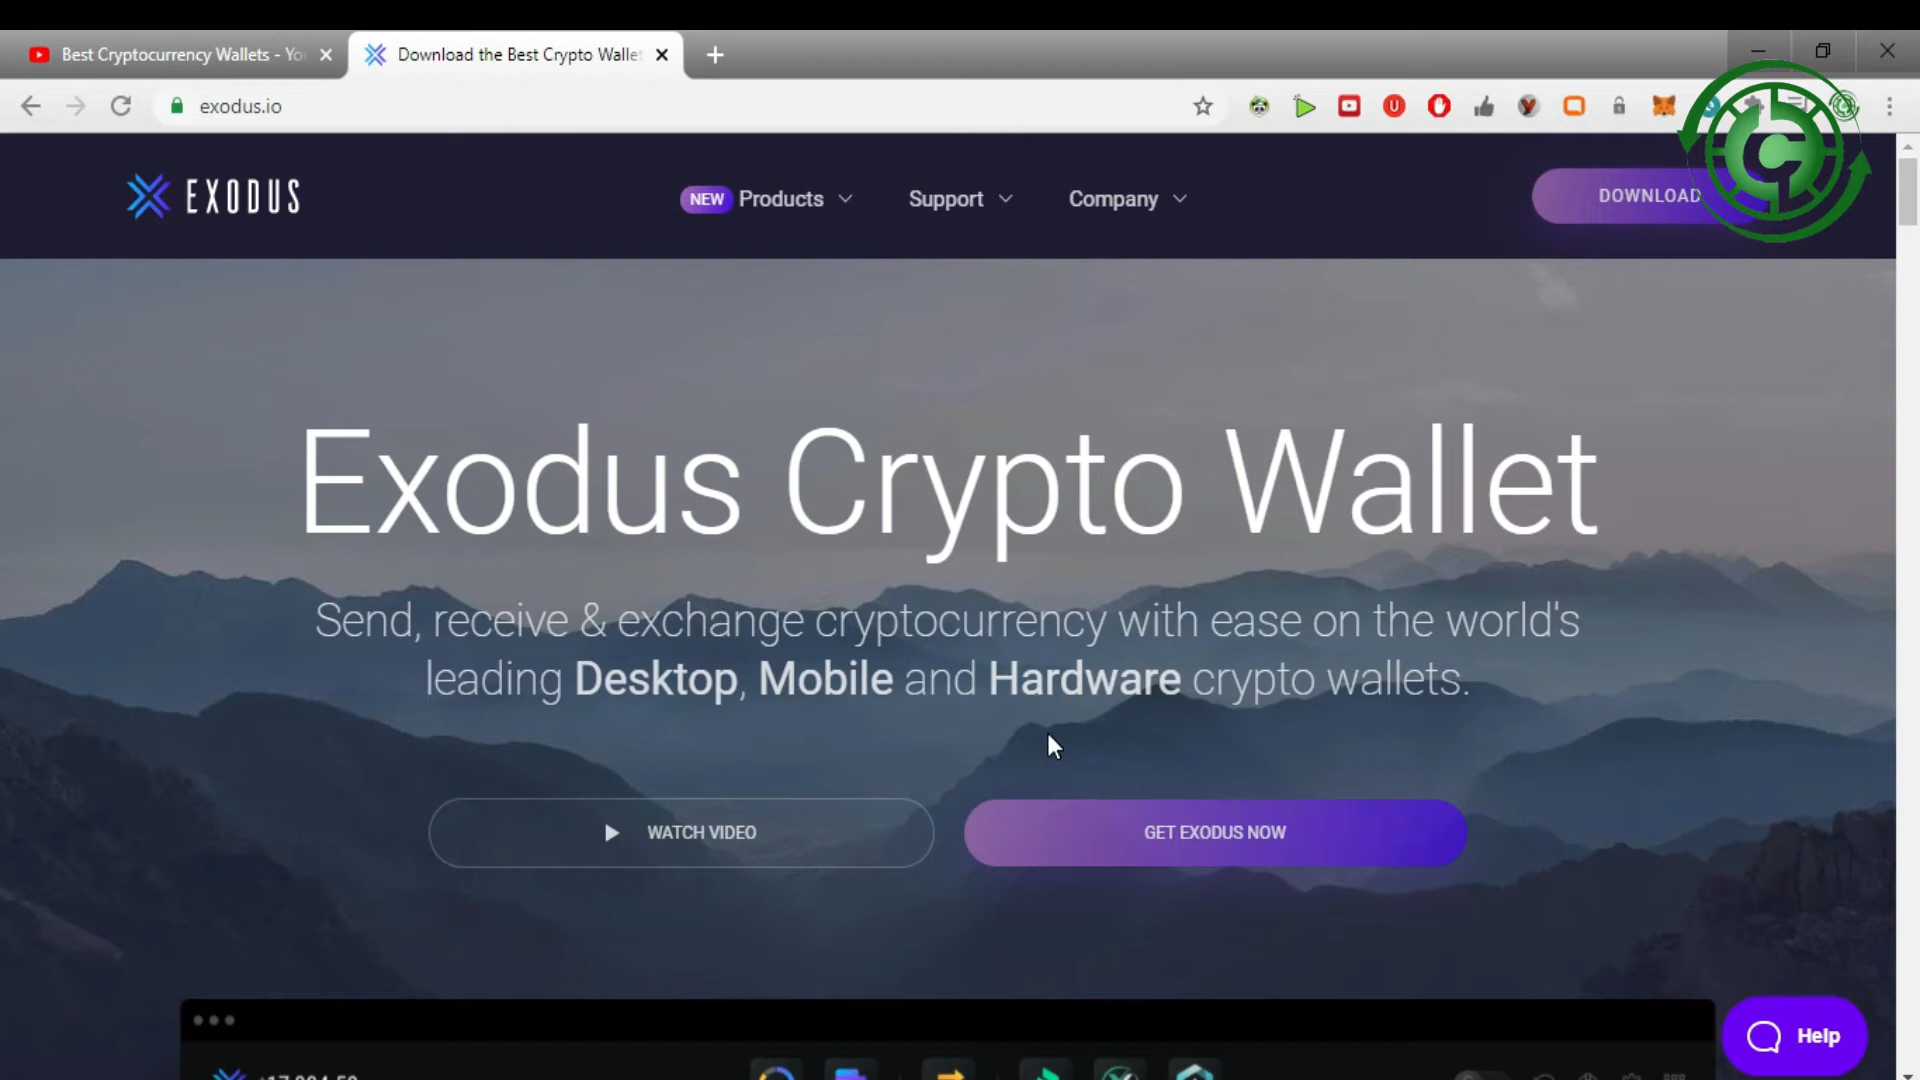 Best Cryptocurrency Wallets - Yo
Download the Best Crypto Wallet
exodus.io
EXODUS
NEW Products
Support
Company
DOWNLOAD
Exodus Crypto Wallet
Send, receive & exchange cryptocurrency with ease on the world's
leading Desktop, Mobile and Hardware crypto wallets.
WATCH VIDEO
GET EXODUS NOW
Help